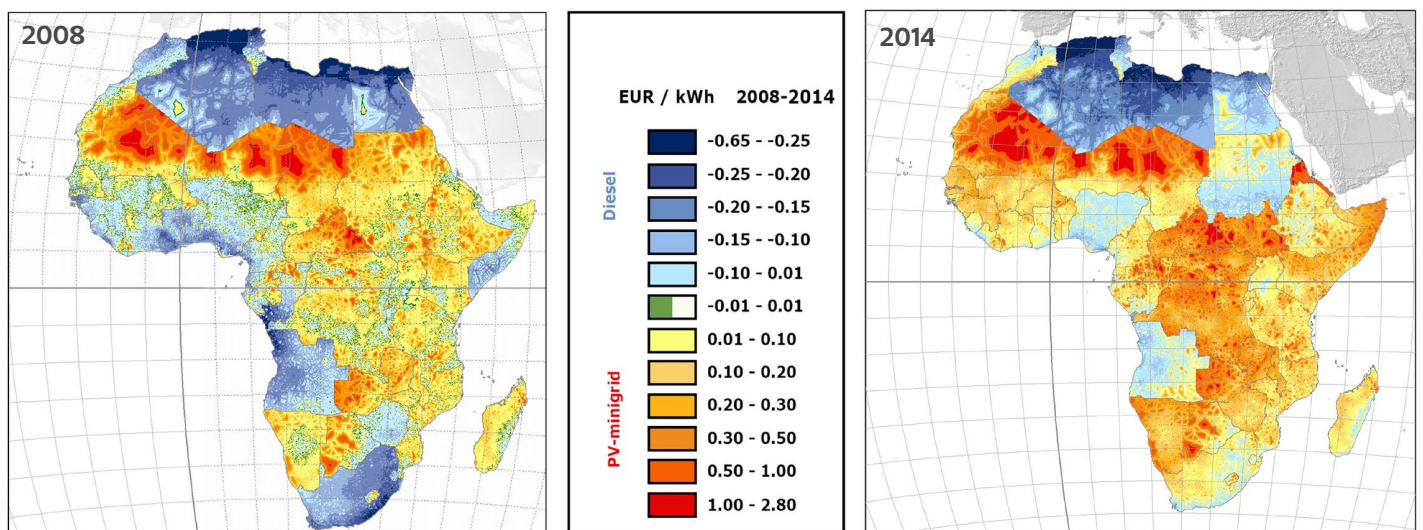 2008
EUR / kWh 2008-2014
Diesel
-0.65 - -0.25
-0.25 - -0.20
-0.20 - -0.15
-0.15 - -0.10
-0.10 - 0.01
-0.01 - 0.01
PV-minigrid
0.01 - 0.10
0.10 - 0.20
0.20 - 0.30
0.30 - 0.50
0.50 - 1.00
1.00 - 2.80
2014